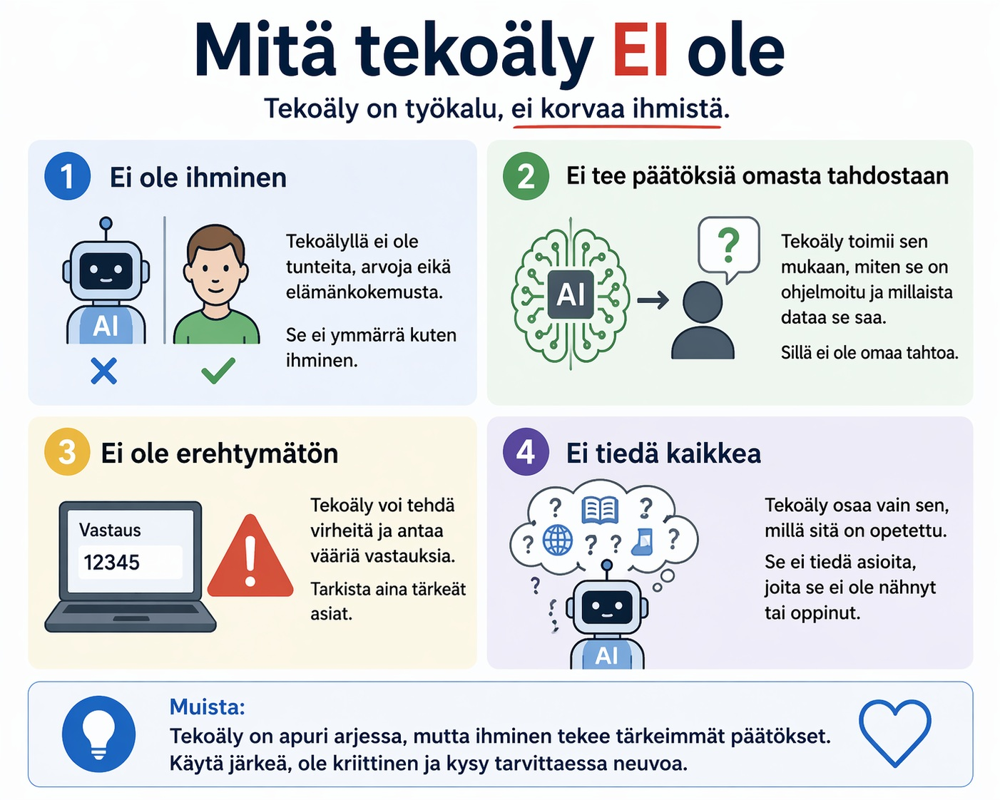 Mitä tekoäly EI ole
Tekoäly on työkalu, ei korvaa ihmistä.
1 Ei ole ihminen
AI
Tekoälyllä ei ole
tunteita, arvoja eikä
elämänkokemusta.
Se ei ymmärrä kuten
ihminen.
2 Ei tee päätöksiä omasta tahdostaan
AI
?
Tekoäly toimii sen
mukaan, miten se on
ohjelmoitu ja millaista
dataa se saa.
Sillä ei ole omaa tahtoa.
3 Ei ole erehtymätön
Vastaus
12345
!
Tekoäly voi tehdä
virheitä ja antaa
vääriä vastauksia.
Tarkista aina tärkeät
asiat.
4 Ei tiedä kaikkea
? ?
? ? ? ?
?
AI
Tekoäly osaa vain sen,
millä sitä on opetettu.
Se ei tiedä asioita,
joita se ei ole nähnyt
tai oppinut.
Muista:
Tekoäly on apuri arjessa, mutta ihminen tekee tärkeimmät päätökset.
Käytä järkeä, ole kriittinen ja kysy tarvittaessa neuvoa.